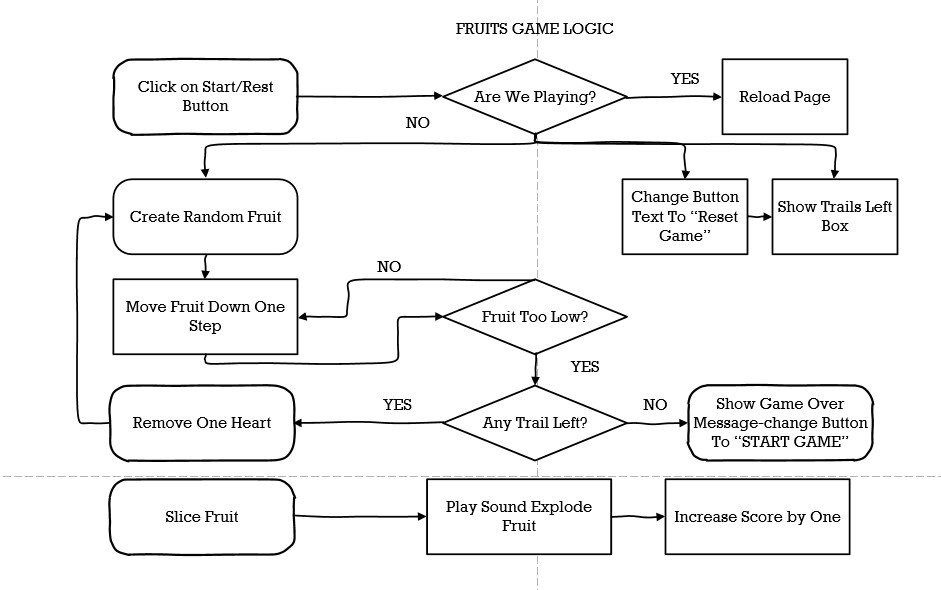 FRUITS GAME LOGIC
Click on Start/Rest
Button
Are We Playing?
YES
Reload Page
NO
Create Random Fruit
Change Button
Text To “Reset
Game”
Show Trails Left
Box
NO
Move Fruit Down One
Step
Fruit Too Low?
YES
Remove One Heart
YES
Any Trail Left?
NO
Show Game Over
Message-change Button
To “START GAME”
Slice Fruit
Play Sound Explode
Fruit
Increase Score by One